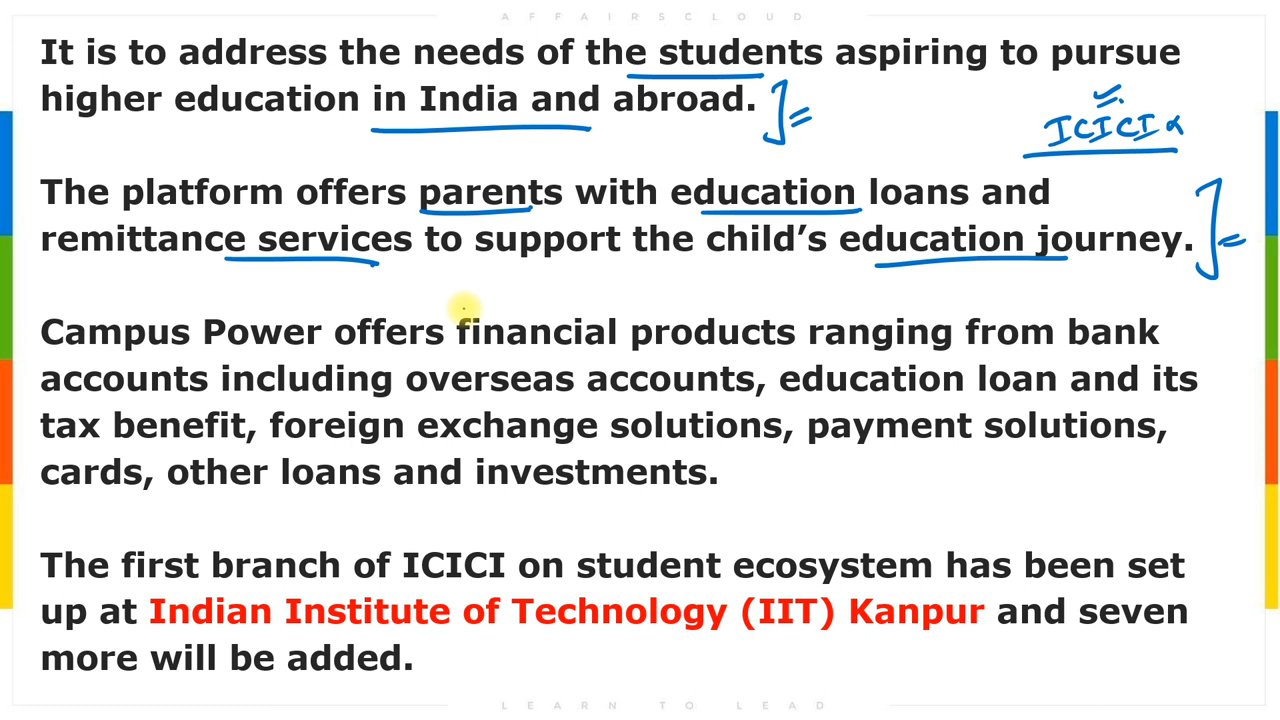 AFFAIRSCLOUD
It is to address the needs of the students aspiring to pursue
higher education in India and abroad.
ICICI
The platform offers parents with education loans and
remittance services to support the child’s education journey.
Campus Power offers financial products ranging from bank
accounts including overseas accounts, education loan and its
tax benefit, foreign exchange solutions, payment solutions,
cards, other loans and investments.
The first branch of ICICI on student ecosystem has been set
up at Indian Institute of Technology (IIT) Kanpur and seven
more will be added.
LEARN TO LEAD